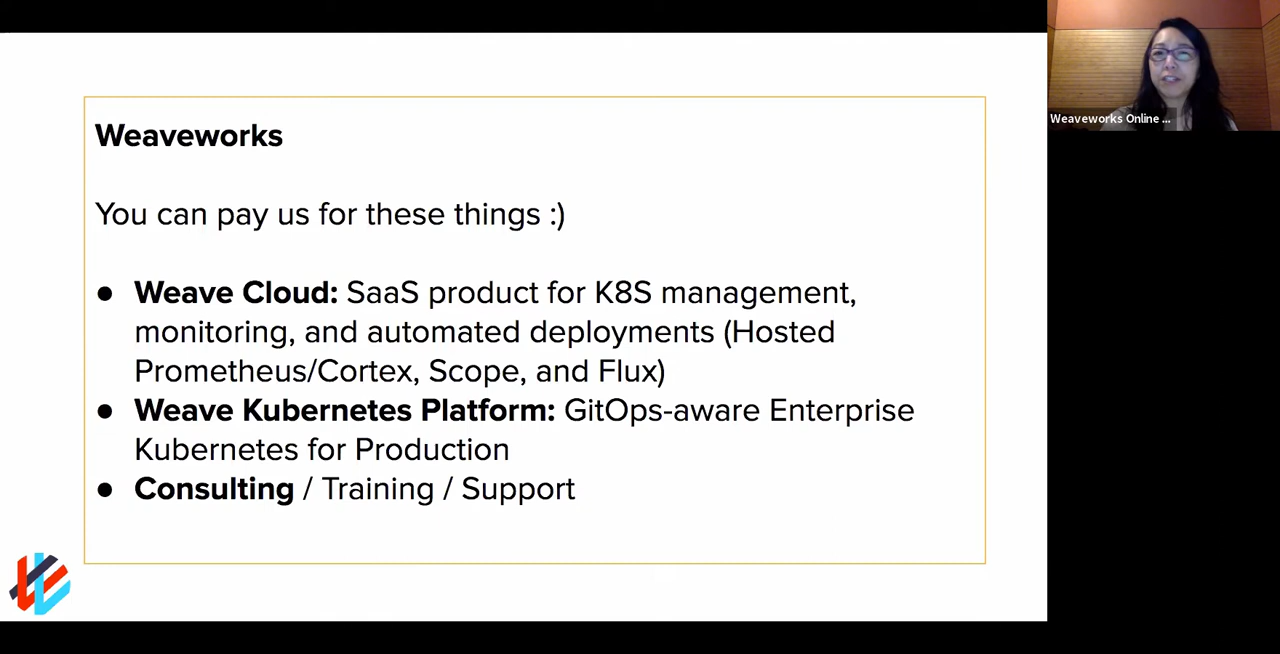 Weaveworks
You can pay us for these things :)
● Weave Cloud: SaaS product for K8S management,
monitoring, and automated deployments (Hosted
Prometheus/Cortex, Scope, and Flux)
● Weave Kubernetes Platform: GitOps-aware Enterprise
Kubernetes for Production
● Consulting / Training / Support
Weaveworks Online ...